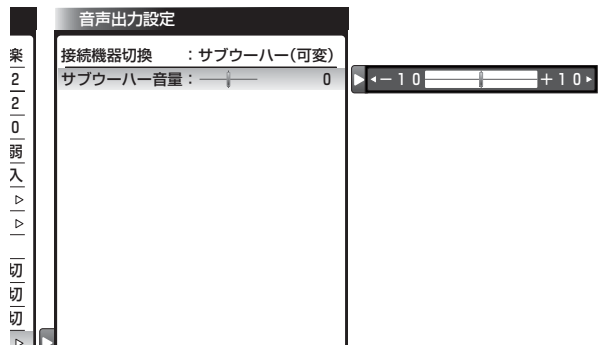 音声出力設定
楽
2
2
0
弱
入
切
切
切
接続機器切換 ：サブウーハー(可変)
サブウーハー音量： 0
−10 +10